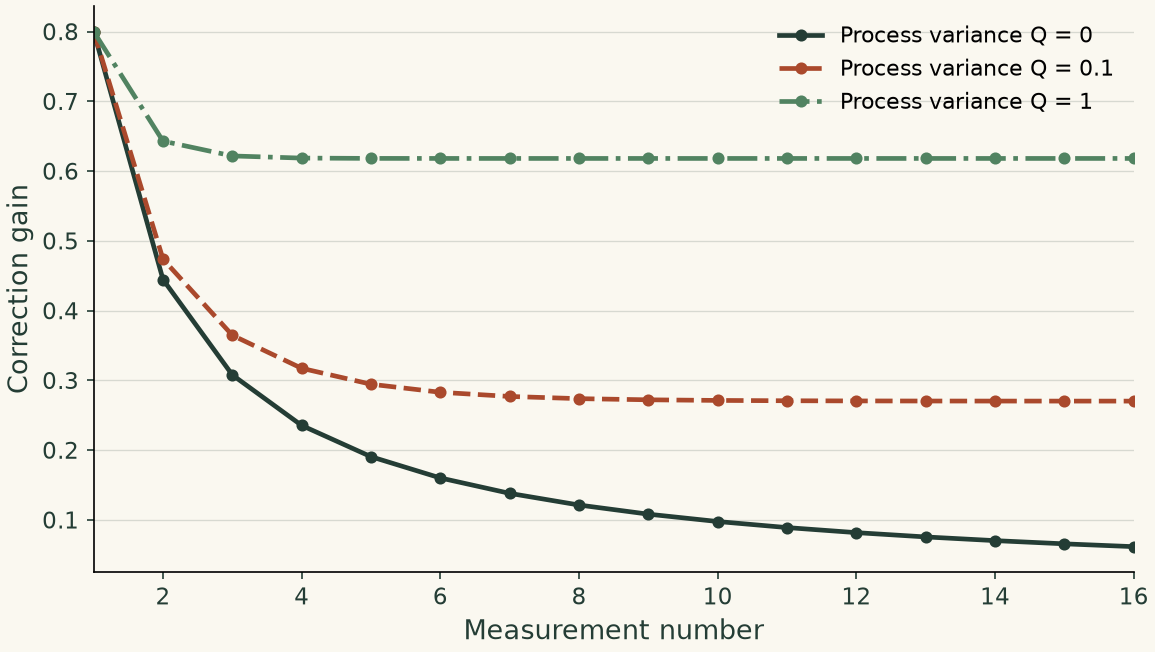 0.8
0.7
0.6
0.5
0.4
0.3
0.2
0.1
Correction gain
Process variance Q = 0
Process variance Q = 0.1
Process variance Q = 1
2 4 6 8 10 12 14 16
Measurement number